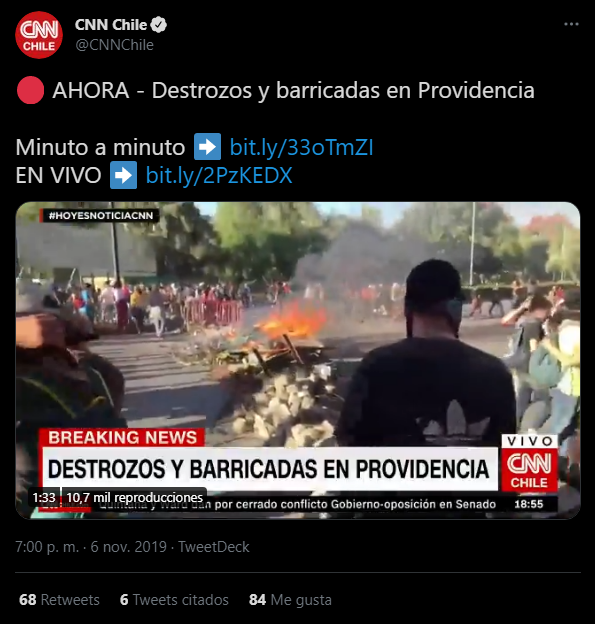 CNN
CHILE
CNN Chile
@CNNChile
🔴 AHORA - Destrozos y barricadas en Providencia
Minuto a minuto ➡ bit.ly/33oTmZI
EN VIVO ➡ bit.ly/2PzKEDX
#HOYESNOTICIACNN
BREAKING NEWS
VIVO
DESTROZOS Y BARRICADAS EN PROVIDENCIA
CNN
CHILE
1:33 10,7 mil reproducciones
por cerrado conflicto Gobierno-oposición en Senado
18:55
7:00 p. m. · 6 nov. 2019 · TweetDeck
68 Retweets 6 Tweets citados 84 Me gusta